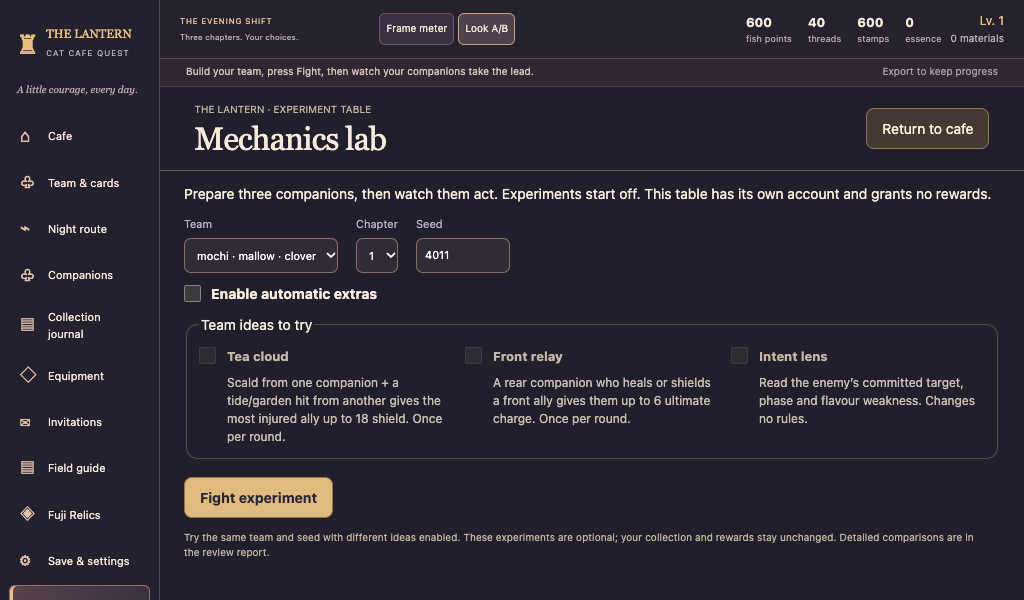 THE LANTERN
CAT CAFE QUEST
A little courage, every day.
Cafe
Team & cards
Night route
Companions
Collection
journal
Equipment
Invitations
Field guide
Fuji Relics
Save & settings
THE EVENING SHIFT
Three chapters. Your choices.
Frame meter
Look A/B
600
fish points
40
threads
600
stamps
0
essence
Lv. 1
0 materials
Build your team, press Fight, then watch your companions take the lead.
Export to keep progress
THE LANTERN · EXPERIMENT TABLE
Mechanics lab
Return to cafe
Prepare three companions, then watch them act. Experiments start off. This table has its own account and grants no rewards.
Team
Chapter
Seed
mochi · mallow · clover
1
4011
Enable automatic extras
Team ideas to try
Tea cloud
Scald from one companion + a
tide/garden hit from another gives the
most injured ally up to 18 shield. Once
per round.
Front relay
A rear companion who heals or shields
a front ally gives them up to 6 ultimate
charge. Once per round.
Intent lens
Read the enemy's committed target,
phase and flavour weakness. Changes
no rules.
Fight experiment
Try the same team and seed with different ideas enabled. These experiments are optional; your collection and rewards stay unchanged. Detailed comparisons are in
the review report.